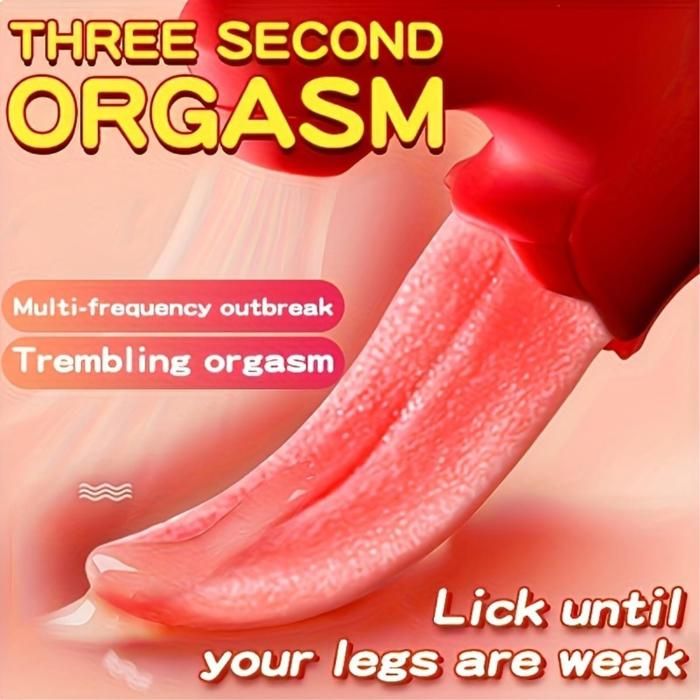 THREE SECOND
ORGASM
Multi-frequency outbreak
Trembling orgasm
Lick until
your legs are weak